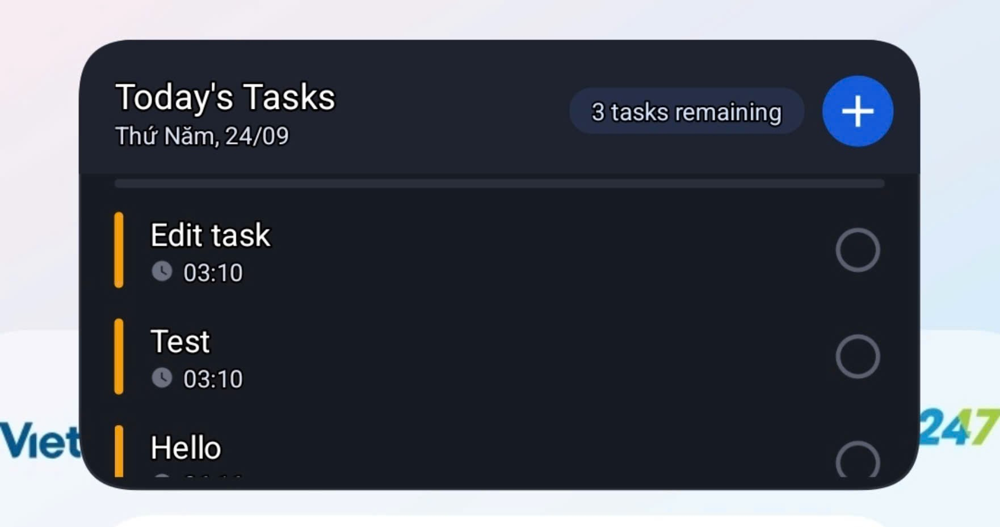 Today's Tasks
Thứ Năm, 24/09
3 tasks remaining
Edit task
03:10
Test
03:10
Hello
Viet
247